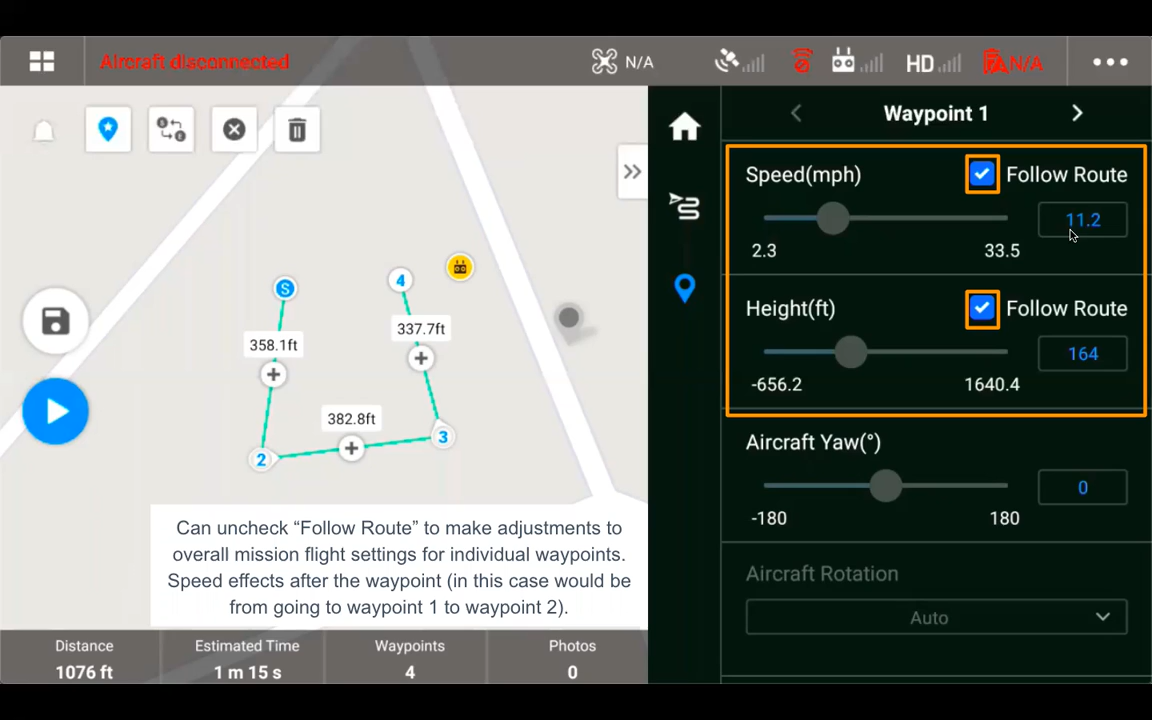 Aircraft disconnected
N/A
HD
N/A
Waypoint 1
Speed(mph)
Follow Route
11.2
2.3
33.5
Height(ft)
Follow Route
164
-656.2
1640.4
Aircraft Yaw(°)
0
-180
180
Aircraft Rotation
Auto
S
4
358.1ft
337.7ft
382.8ft
2
3
Can uncheck “Follow Route” to make adjustments to
overall mission flight settings for individual waypoints.
Speed effects after the waypoint (in this case would be
from going to waypoint 1 to waypoint 2).
Distance
1076 ft
Estimated Time
1 m 15 s
Waypoints
4
Photos
0